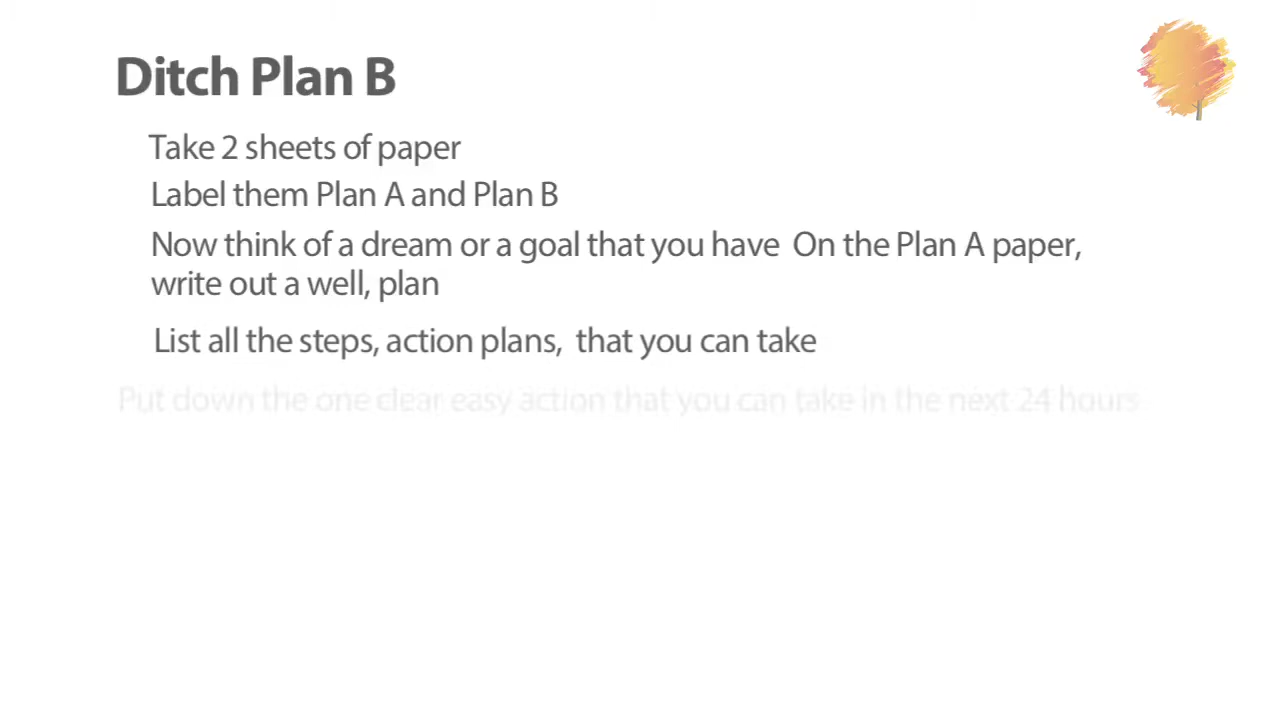 Ditch Plan B
Take 2 sheets of paper
Label them Plan A and Plan B
Now think of a dream or a goal that you have  On the Plan A paper,
write out a well, plan
List all the steps, action plans,  that you can take
Put down the one clear easy action that you can take in the next 24 hours